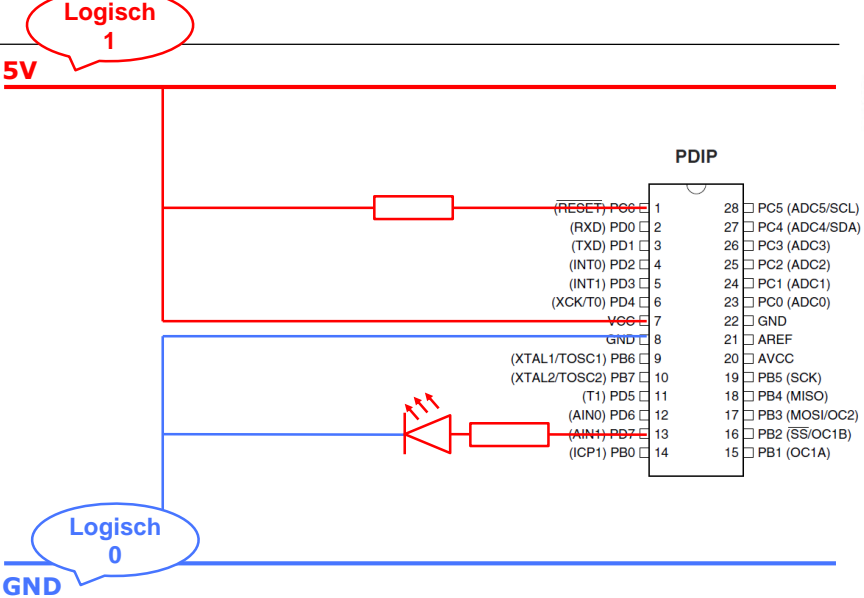 Logisch
1
5V
PDIP
(RESET) PC6 1
(RXD) PD0 2
(TXD) PD1 3
(INT0) PD2 4
(INT1) PD3 5
(XCK/T0) PD4 6
VCC 7
GND 8
(XTAL1/TOSC1) PB6 9
(XTAL2/TOSC2) PB7 10
(T1) PD5 11
(AIN0) PD6 12
(AIN1) PD7 13
(ICP1) PB0 14
28 PC5 (ADC5/SCL)
27 PC4 (ADC4/SDA)
26 PC3 (ADC3)
25 PC2 (ADC2)
24 PC1 (ADC1)
23 PC0 (ADC0)
22 GND
21 AREF
20 AVCC
19 PB5 (SCK)
18 PB4 (MISO)
17 PB3 (MOSI/OC2)
16 PB2 (SS/OC1B)
15 PB1 (OC1A)
Logisch
0
GND